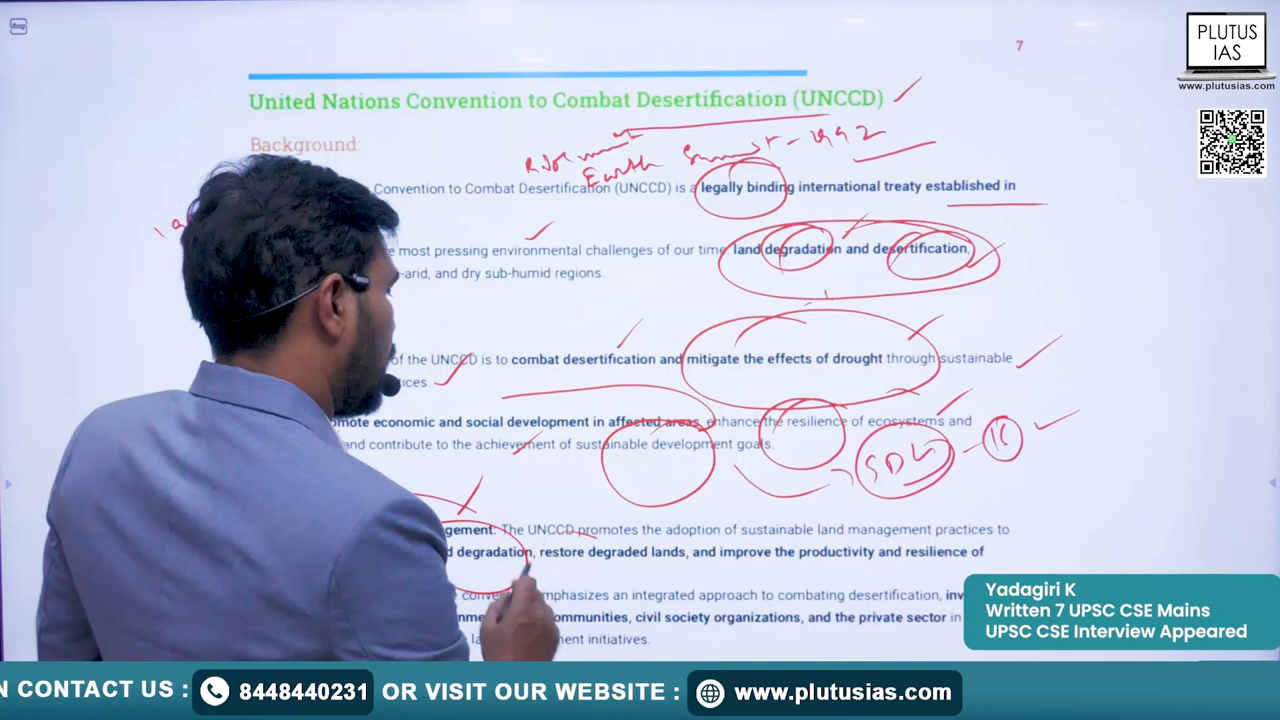 7
PLUTUS
IAS
www.plutusias.com
United Nations Convention to Combat Desertification (UNCCD)
Earth Summit - 1992
Background:
Convention to Combat Desertification (UNCCD) is a legally binding international treaty established in
most pressing environmental challenges of our time, land degradation and desertification,
-arid, and dry sub-humid regions.
of the UNCCD is to combat desertification and mitigate the effects of drought through sustainable
economic and social development in affected areas, enhance the resilience of ecosystems and
and contribute to the achievement of sustainable development goals.
The UNCCD promotes the adoption of sustainable land management practices to
degradation, restore degraded lands, and improve the productivity and resilience of
emphasizes an integrated approach to combating desertification,
civil society organizations, and the private sector in
initiatives.
Yadagiri K
Written 7 UPSC CSE Mains
UPSC CSE Interview Appeared
N CONTACT US : 8448440231 OR VISIT OUR WEBSITE : www.plutusias.com